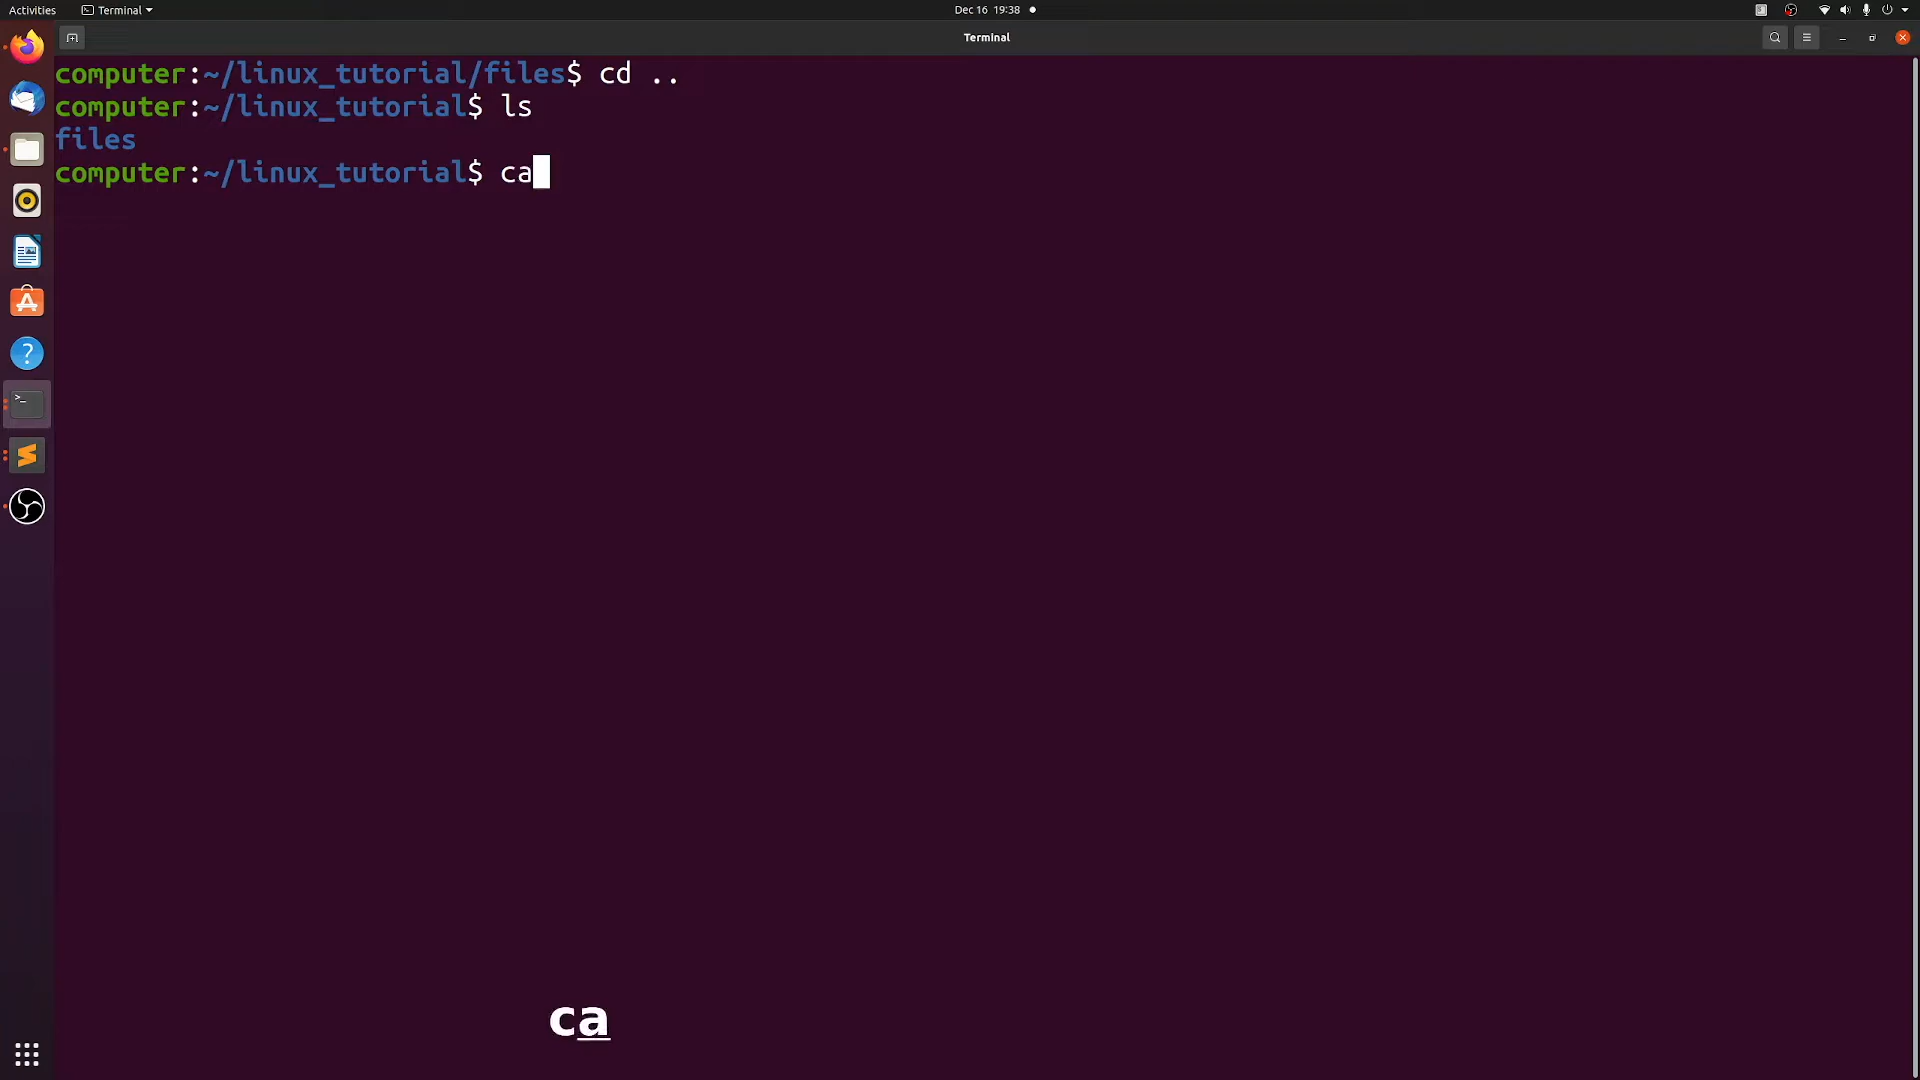 Activities Terminal Dec 16 19:38
Terminal
computer:~/linux_tutorial/files$ cd ..
computer:~/linux_tutorial$ ls
files
computer:~/linux_tutorial$ ca
ca